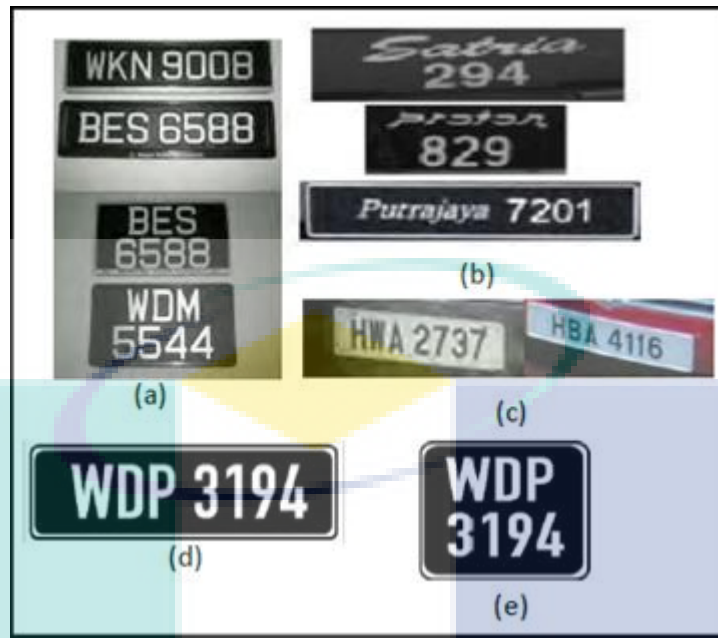 WKN 9008
BES 6588
BES
6588
WDM
5544
(a)
Satria
294
proton
829
Putrajaya 7201
(b)
HWA 2737
HBA 4116
(c)
WDP 3194
(d)
WDP
3194
(e)